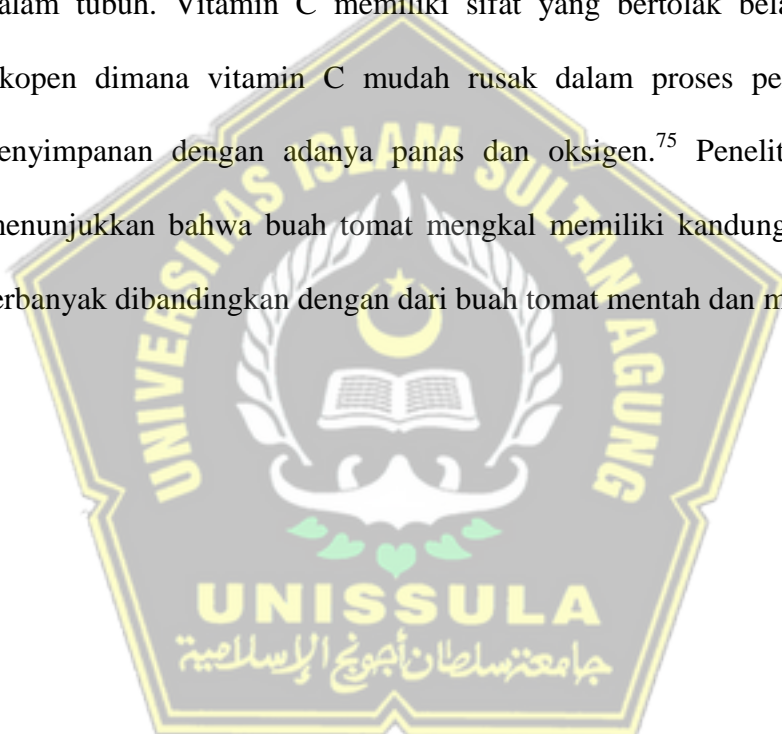 alam tubuh. Vitamin C memiliki sifat yang bertolak bela
kopen dimana vitamin C mudah rusak dalam proses pe
enyimpanan dengan adanya panas dan oksigen.75 Penelit
menunjukkan bahwa buah tomat mengkal memiliki kandung
erbanyak dibandingkan dengan dari buah tomat mentah dan m
UNIVERSITAS ISLAM SULTAN AGUNG
UNISSULA
جامعة سلطان أجونج الإسلامية